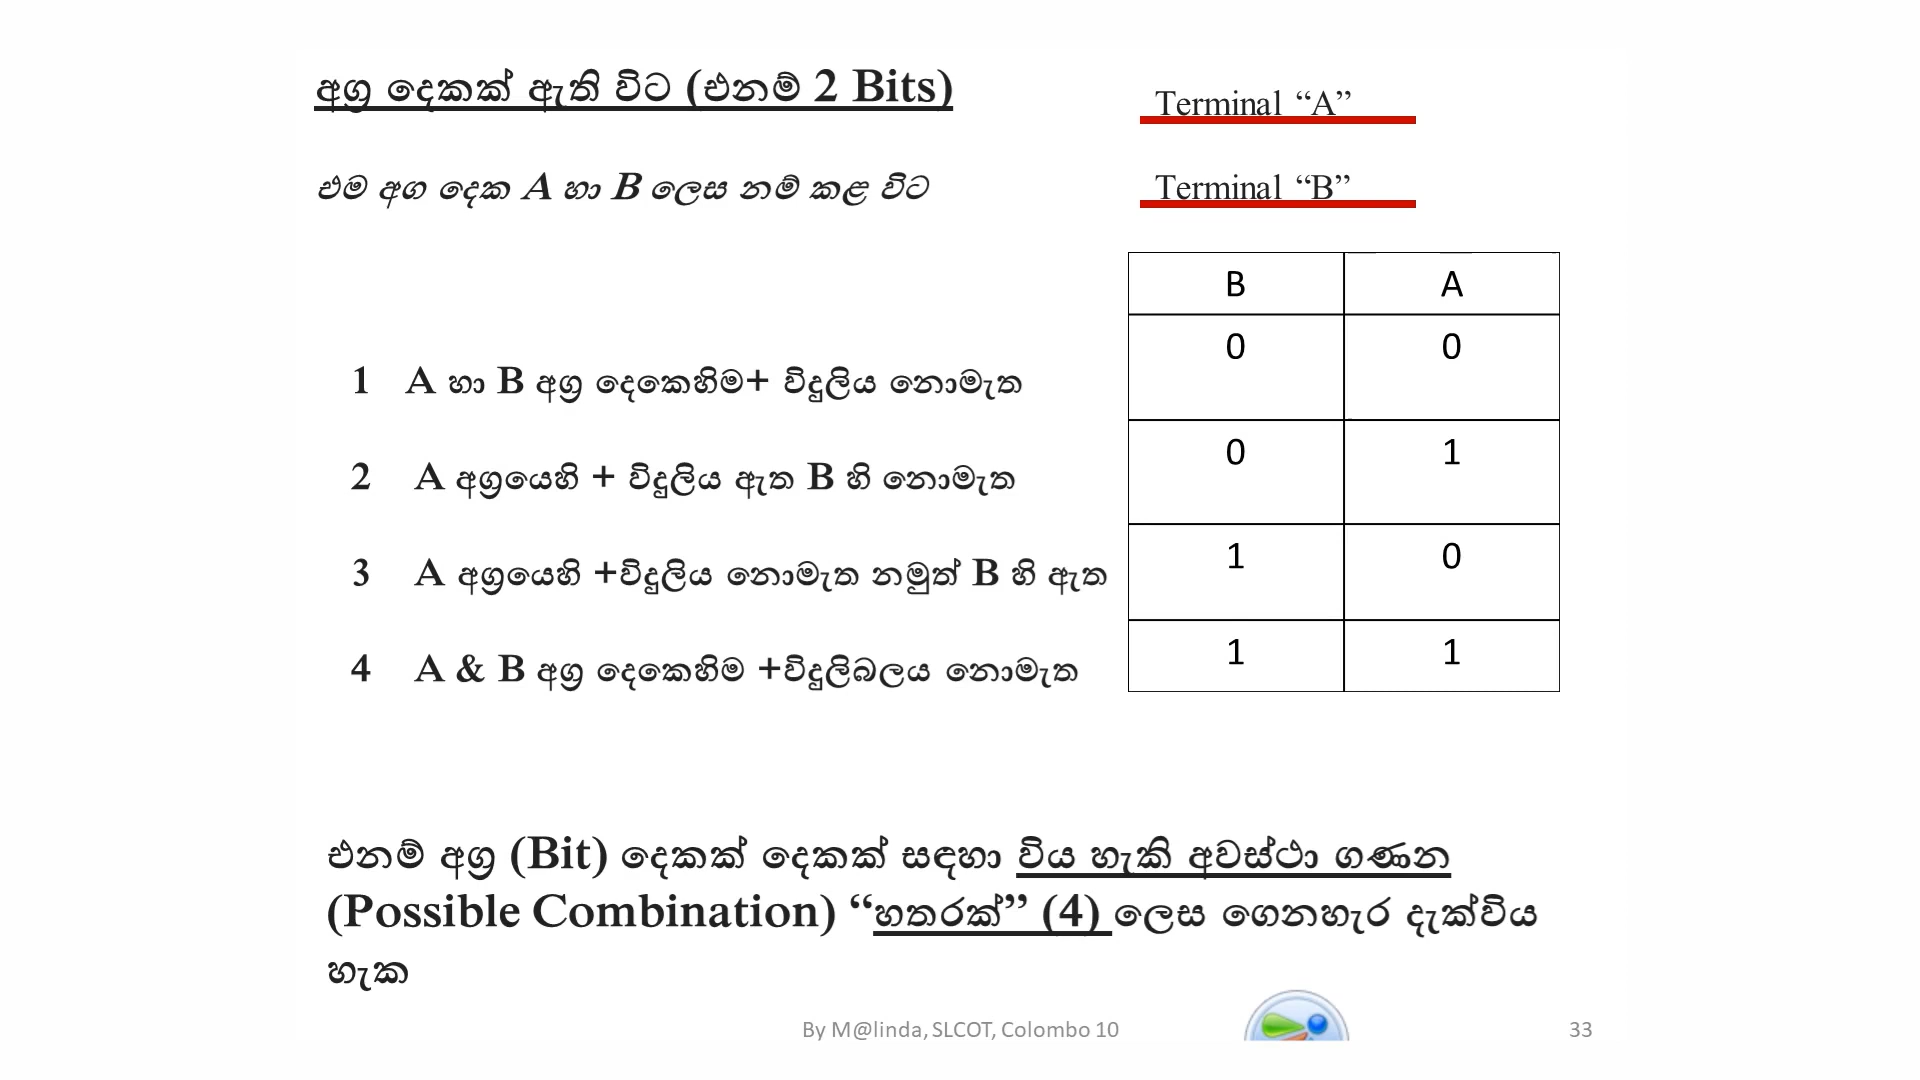 අග්‍ර දෙකක් ඇති විට (එනම් 2 Bits)
Terminal “A”
එම අග දෙක A හා B ලෙස නම් කළ විට
Terminal “B”
B A
0 0
1 A හා B අග්‍ර දෙකෙහිම+ විදුලිය නොමැත
0 1
2 A අග්‍රයෙහි + විදුලිය ඇත B හි නොමැත
1 0
3 A අග්‍රයෙහි +විදුලිය නොමැත නමුත් B හි ඇත
1 1
4 A & B අග්‍ර දෙකෙහිම +විදුලිබලය නොමැත
එනම් අග්‍ර (Bit) දෙකක් දෙකක් සඳහා විය හැකි අවස්ථා ගණන
(Possible Combination) “හතරක්” (4) ලෙස ගෙනහැර දැක්විය
හැක
By M@linda, SLCOT, Colombo 10
33